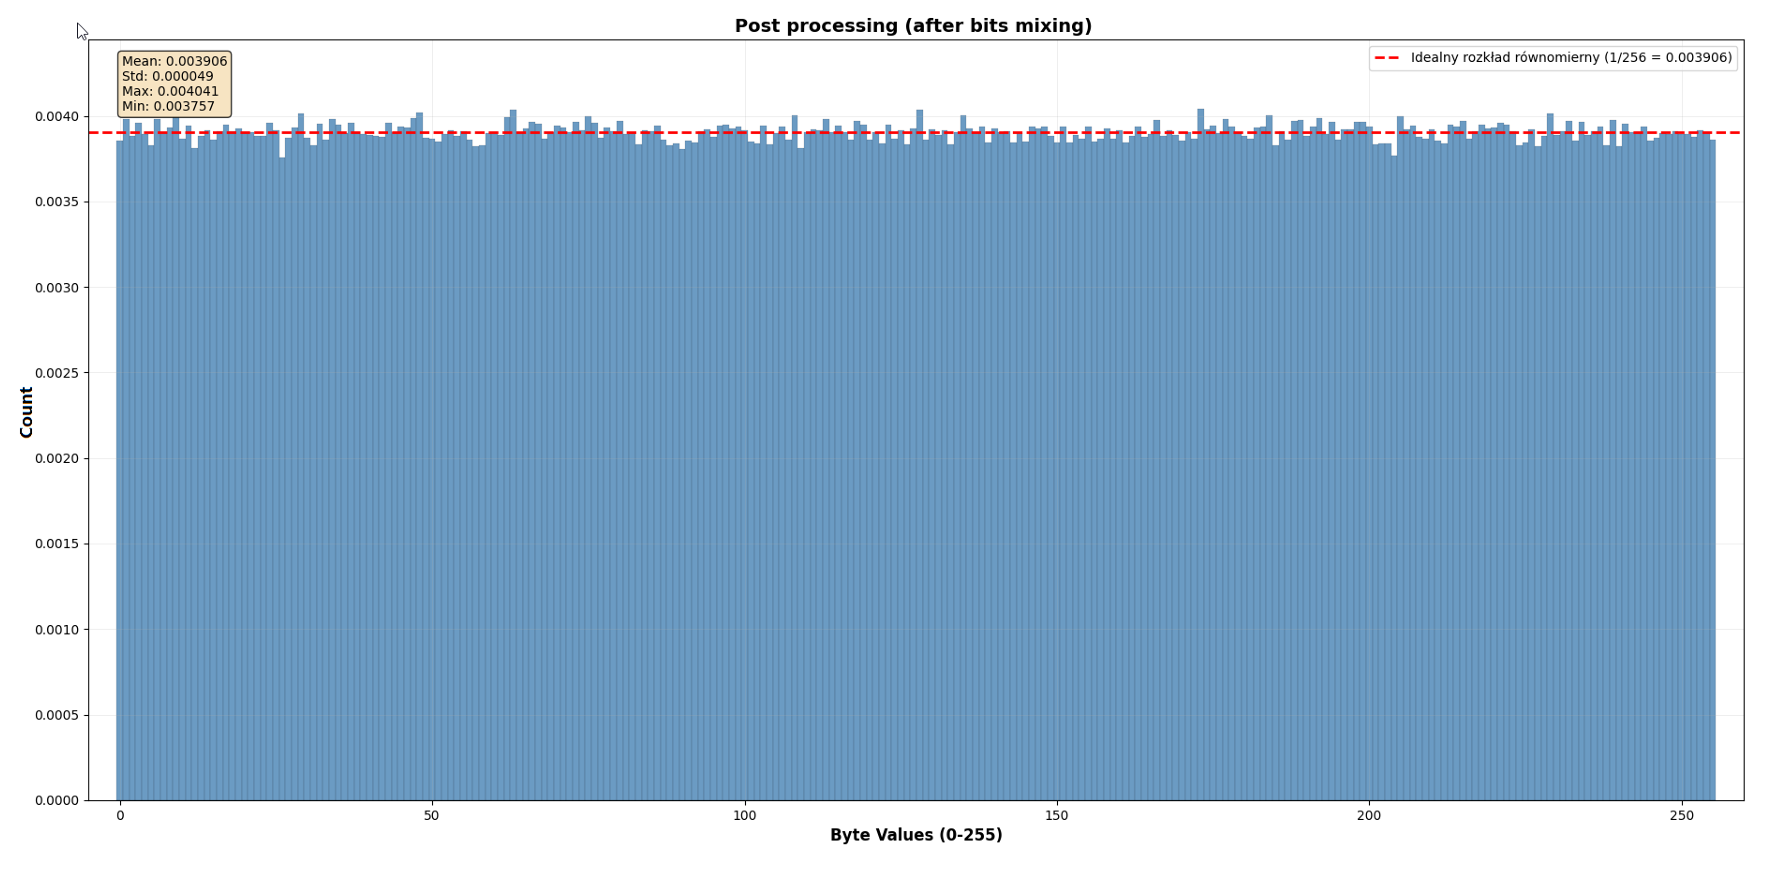 Post processing (after bits mixing)
Mean: 0.003906
Std: 0.000049
Max: 0.004041
Min: 0.003757
Idealny rozkład równomierny (1/256 = 0.003906)
0.0040
0.0035
0.0030
0.0025
0.0020
0.0015
0.0010
0.0005
0.0000
Count
0 50 100 150 200 250
Byte Values (0-255)